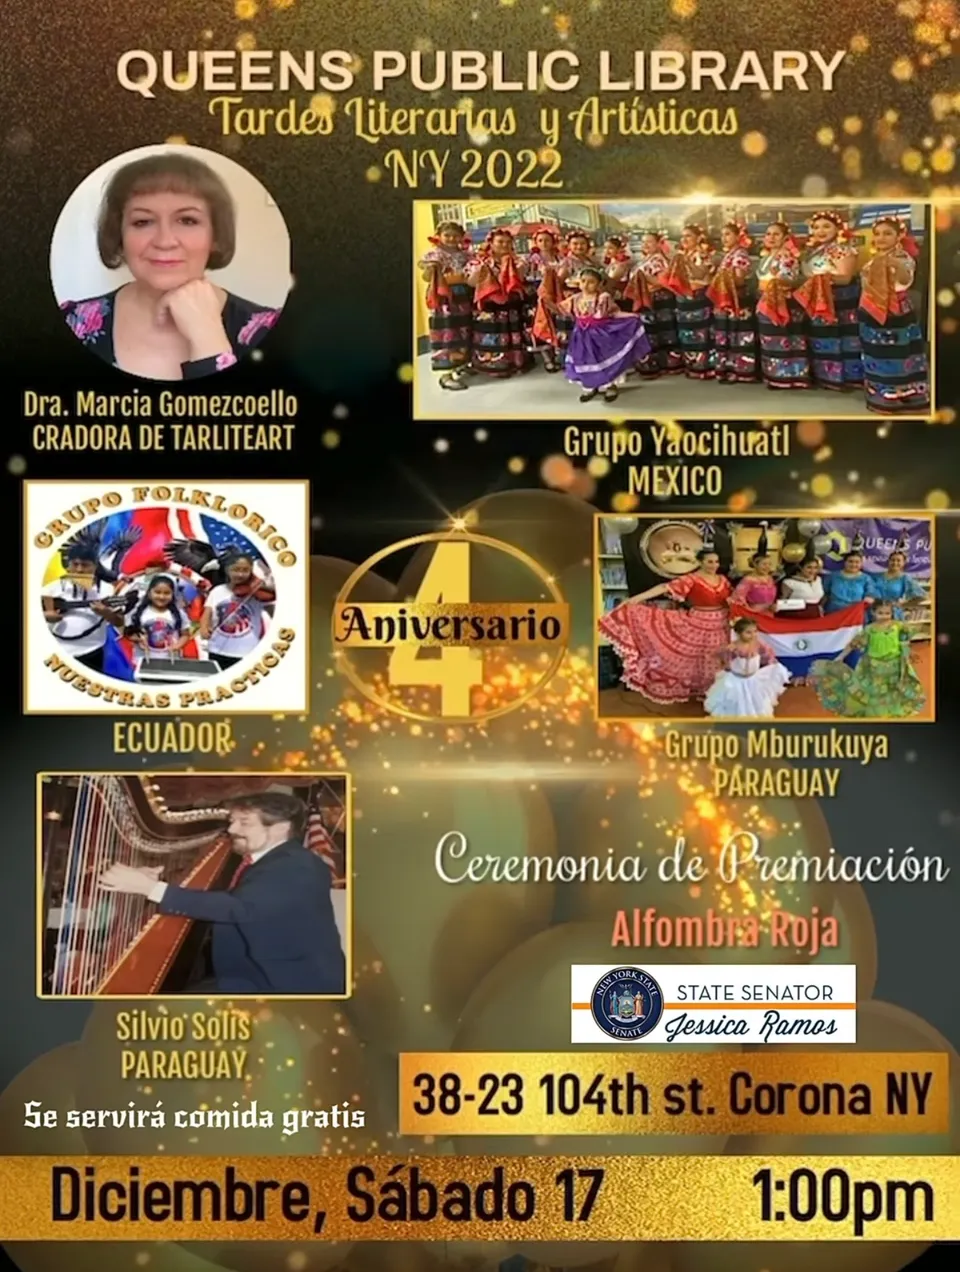 QUEENS PUBLIC LIBRARY
Tardes Literarias y Artísticas
NY 2022
Dra. Marcia Gomezcoello
CRADORA DE TARLITEART
Grupo Yaocihuatl
MEXICO
GRUPO FOLKLORICO
NUESTRAS PRACTICAS
ECUADOR
4
Aniversario
QUEENS PU
Grupo Mburukuya
PARAGUAY
Silvio Solis
PARAGUAY
Ceremonia de Premiación
Alfombra Roja
NEW YORK STATE
SENATE
STATE SENATOR
Jessica Ramos
38-23 104th st. Corona NY
Se servirá comida gratis
Diciembre, Sábado 17 1:00pm